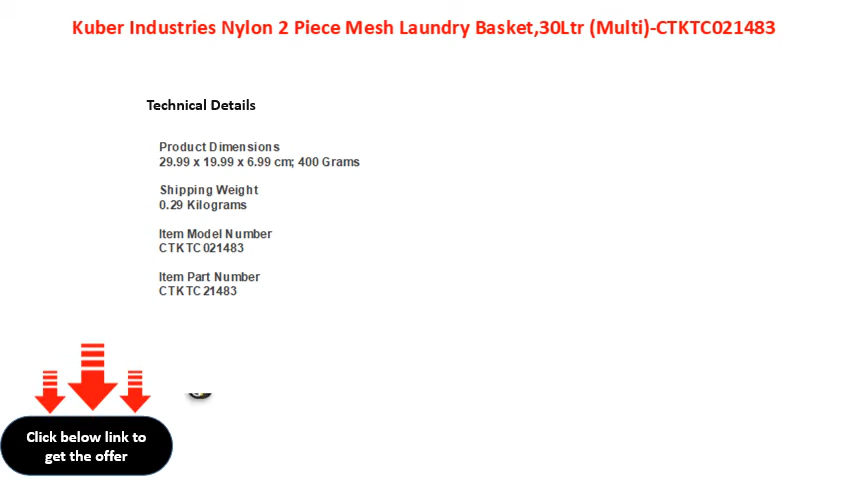 Kuber Industries Nylon 2 Piece Mesh Laundry Basket,30Ltr (Multi)-CTKTC021483
Technical Details
Product Dimensions
29.99 x 19.99 x 6.99 cm; 400 Grams
Shipping Weight
0.29 Kilograms
Item Model Number
CTKTC021483
Item Part Number
CTKTC21483
Click below link to
get the offer